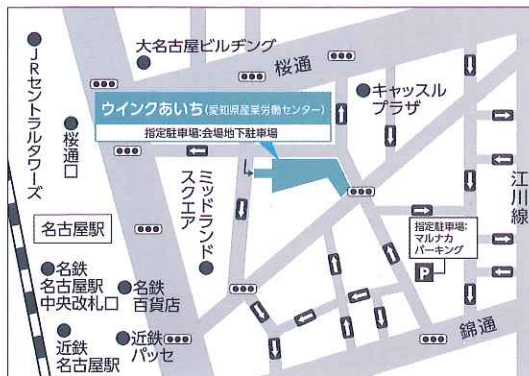 大名古屋ビルヂング
桜通
JRセントラルタワーズ
桜通口
ウインクあいち(愛知県産業労働センター)
指定駐車場:会場地下駐車場
キャッスル
プラザ
江川線
ミッドランド
スクエア
名古屋駅
指定駐車場:
マルナカ
パーキング
P
名鉄
名古屋駅
中央改札口
名鉄
百貨店
近鉄
名古屋駅
近鉄
パッセ
錦通